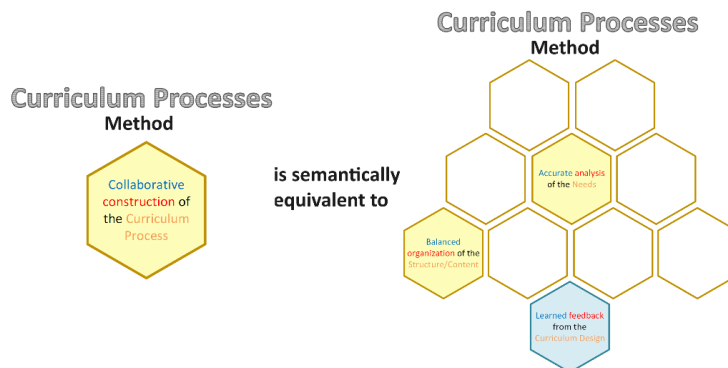 Curriculum Processes
Method
Collaborative
construction of
the Curriculum
Process
is semantically
equivalent to
Curriculum Processes
Method
Accurate analysis
of the Needs
Balanced
organization of the
Structure/Content
Learned feedback
from the
Curriculum Design